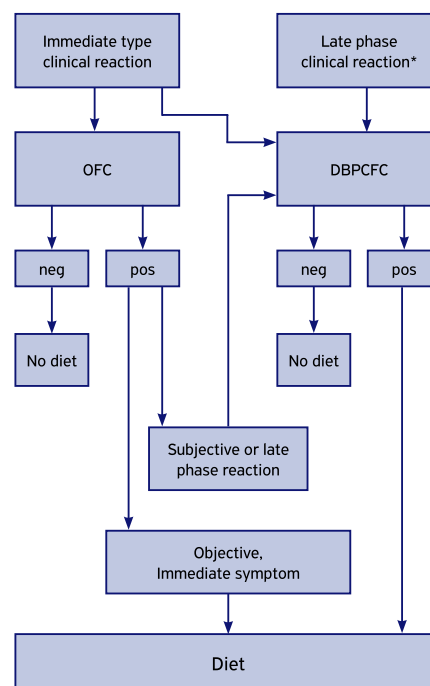 Immediate type
clinical reaction
Late phase
clinical reaction*
OFC
DBPCFC
neg
pos
neg
pos
No diet
No diet
Subjective or late
phase reaction
Objective,
Immediate symptom
Diet